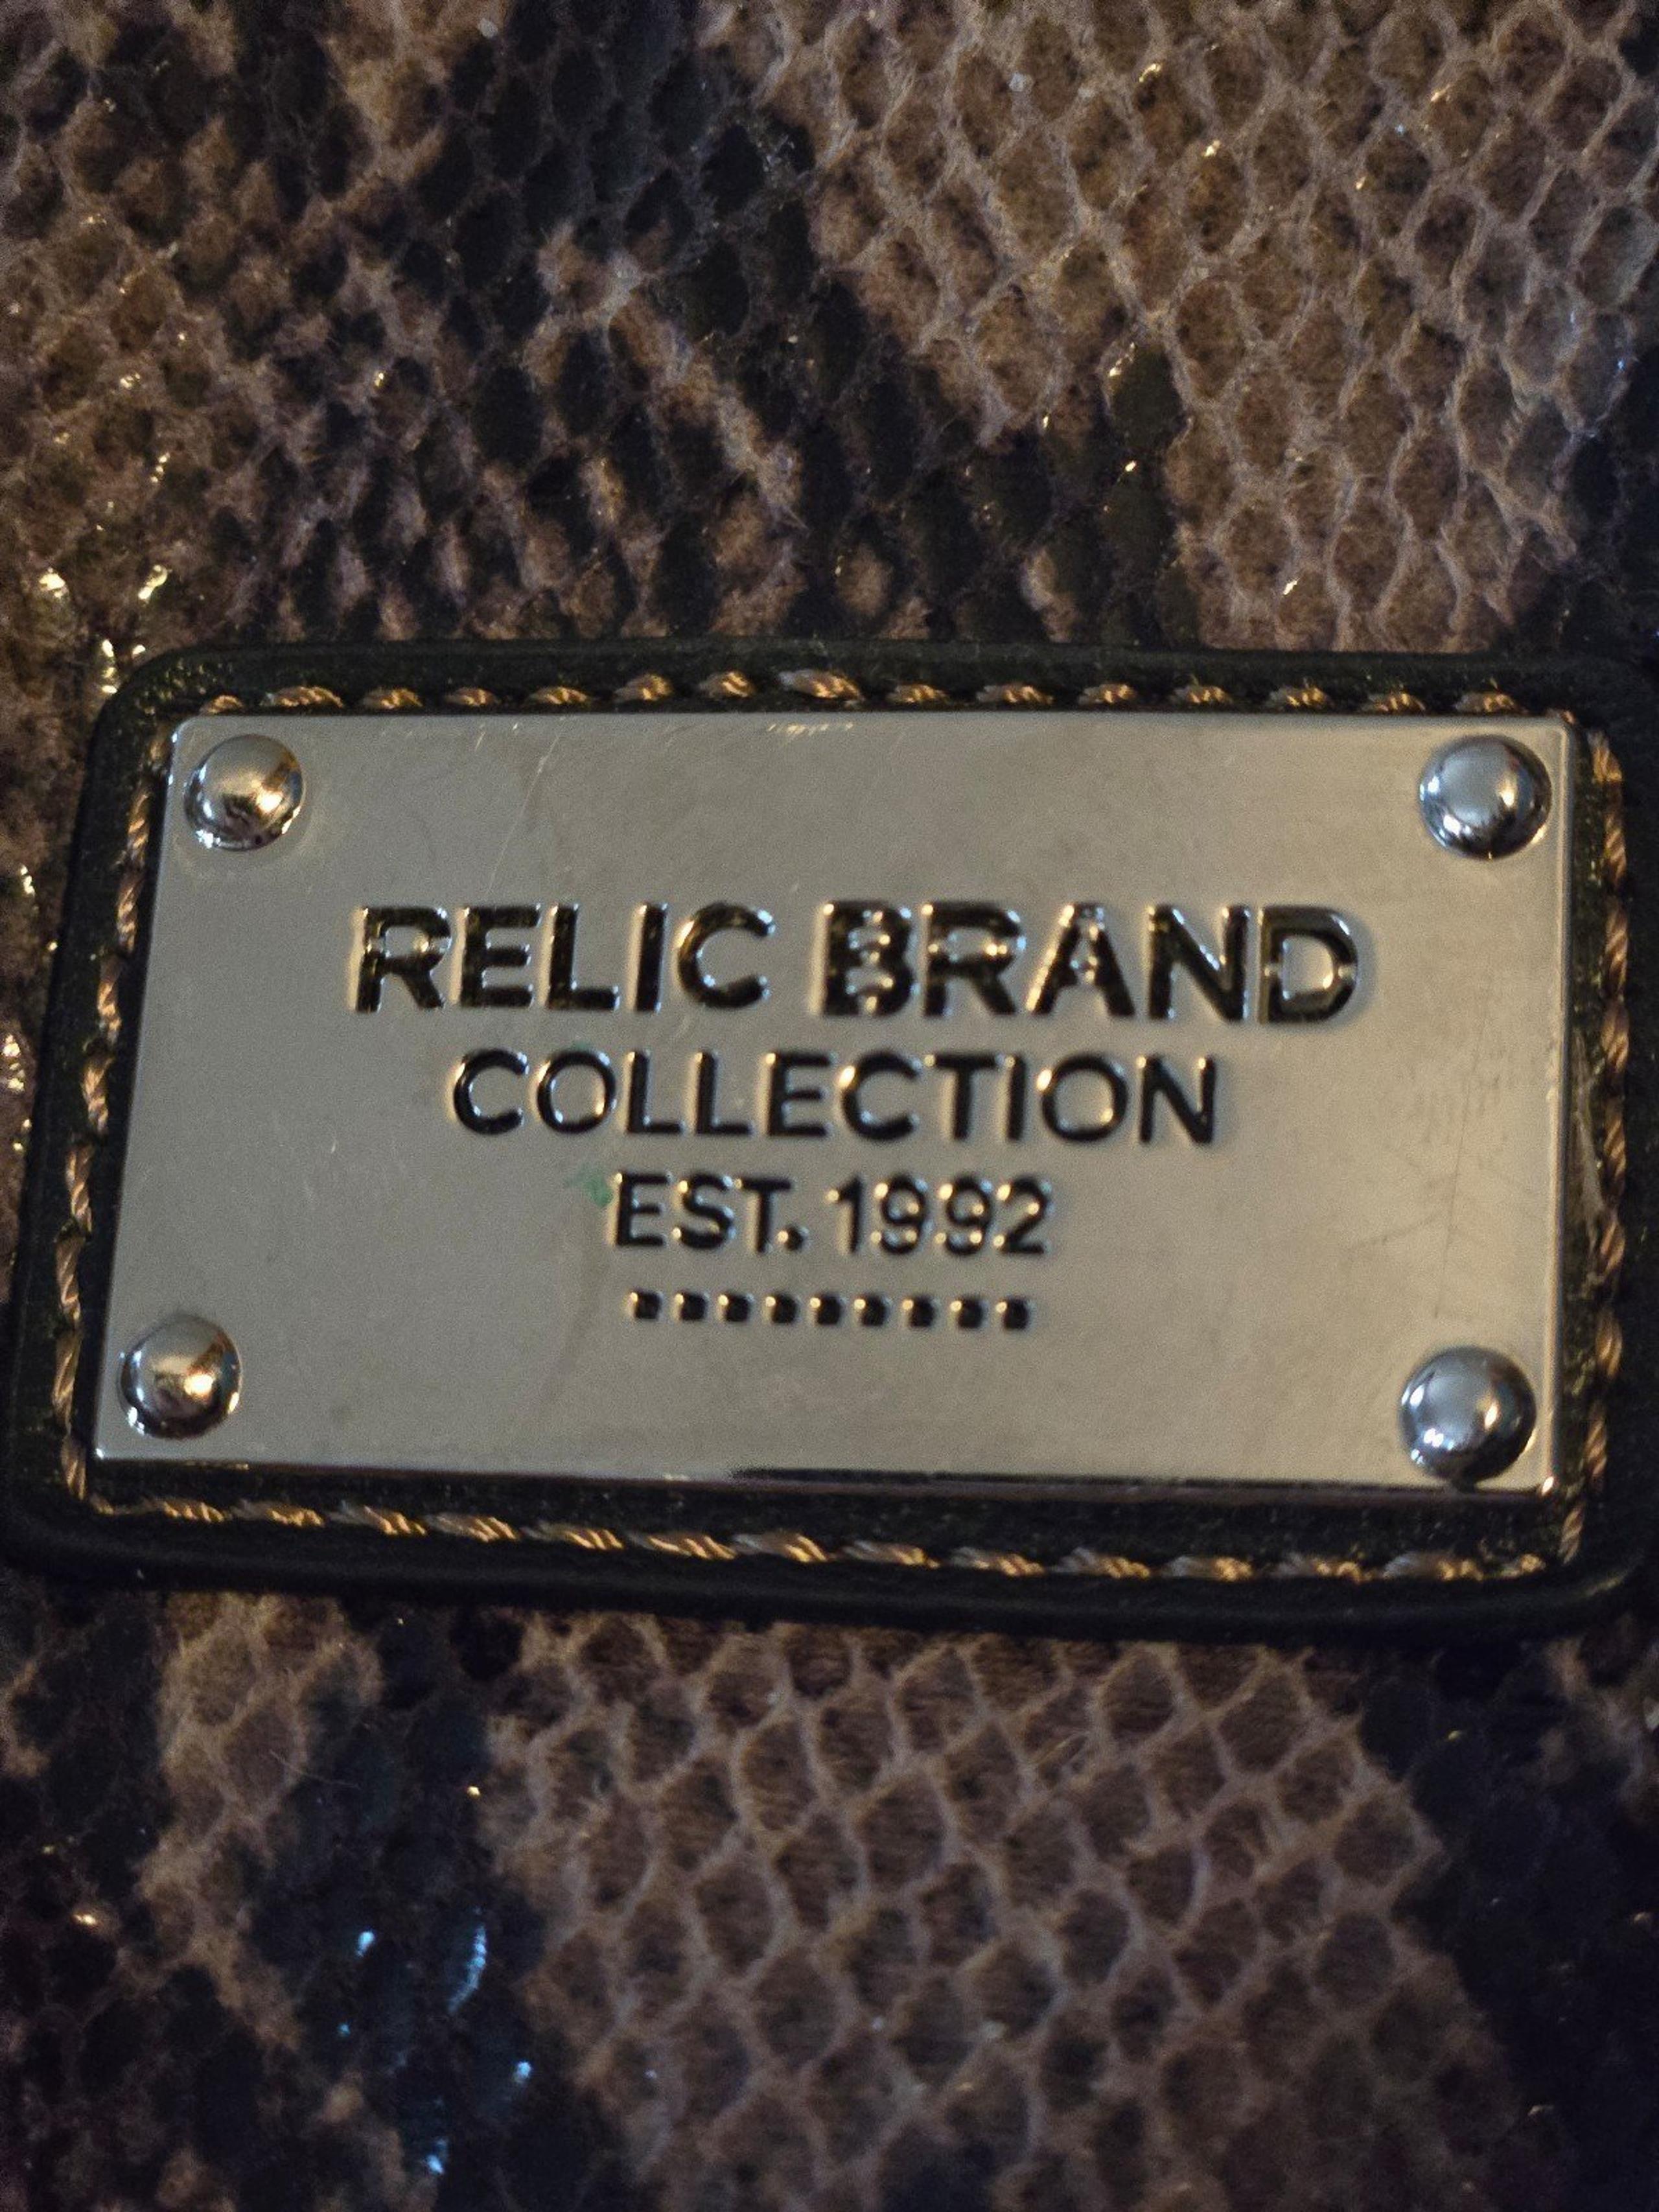 RELIC BRAND
COLLECTION
EST. 1992